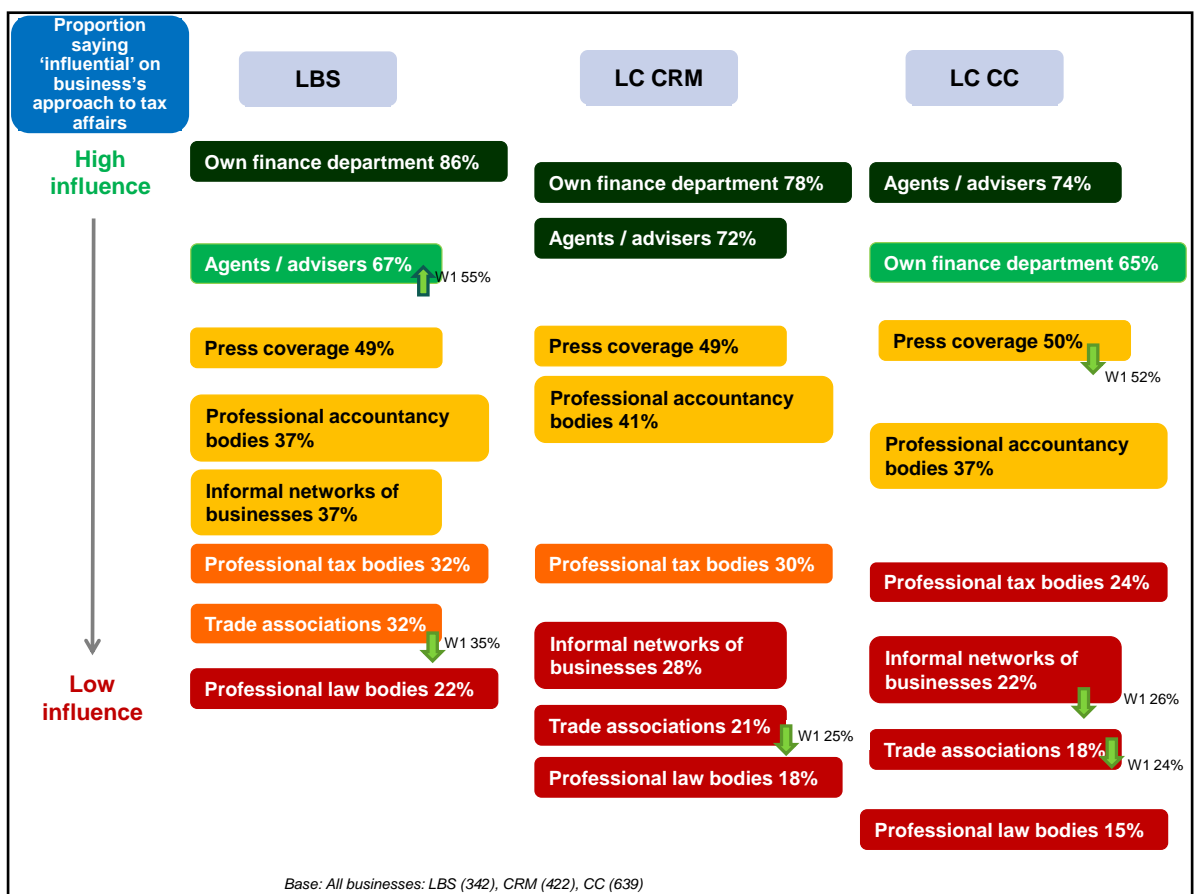 Proportion
saying
‘influential’ on
business’s
approach to tax
affairs
LBS
LC CRM
LC CC
High
influence
Low
influence
Own finance department 86%
Agents / advisers 67%
W1 55%
Press coverage 49%
Professional accountancy
bodies 37%
Informal networks of
businesses 37%
Professional tax bodies 32%
Trade associations 32%
W1 35%
Professional law bodies 22%
Own finance department 78%
Agents / advisers 72%
Press coverage 49%
Professional accountancy
bodies 41%
Professional tax bodies 30%
Informal networks of
businesses 28%
Trade associations 21%
W1 25%
Professional law bodies 18%
Agents / advisers 74%
Own finance department 65%
Press coverage 50%
W1 52%
Professional accountancy
bodies 37%
Professional tax bodies 24%
Informal networks of
businesses 22%
W1 26%
Trade associations 18%
W1 24%
Professional law bodies 15%
Base: All businesses: LBS (342), CRM (422), CC (639)